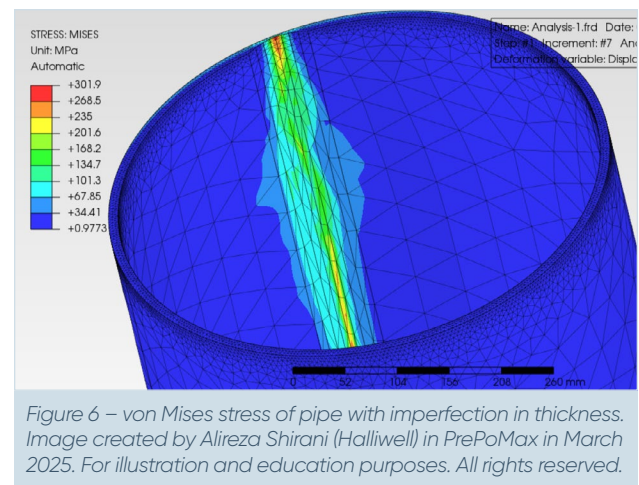 STRESS: MISES
Unit: MPa
Automatic
+301.9
+268.5
+235
+201.6
+168.2
+134.7
+101.3
+67.85
+34.41
+0.9773
Name: Analysis-1.frd Date:
Step: #1 Increment: #7 Ana
Deformation variable: Displa
0 52 104 156 208 260 mm
Figure 6 – von Mises stress of pipe with imperfection in thickness.
Image created by Alireza Shirani (Halliwell) in PrePoMax in March
2025. For illustration and education purposes. All rights reserved.